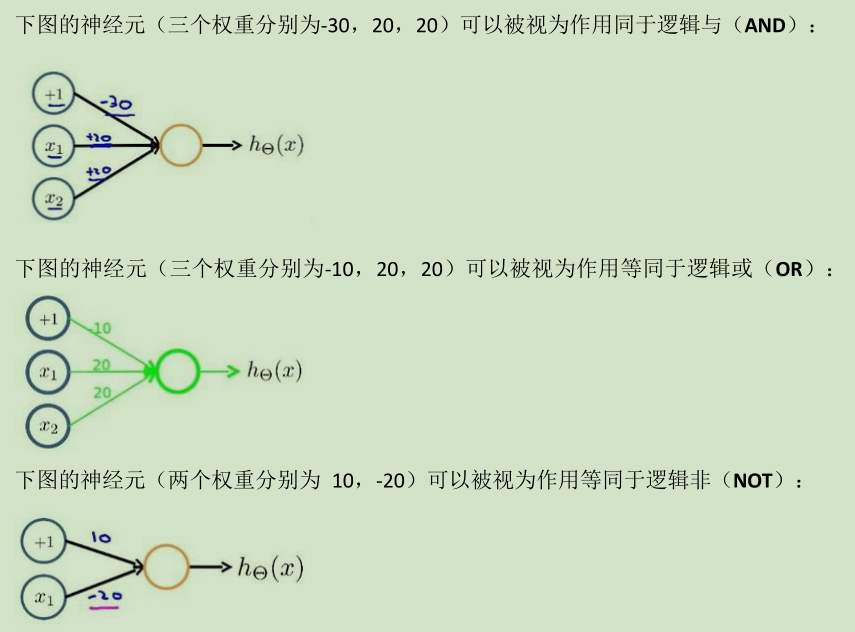 下图的神经元（三个权重分别为-30，20，20）可以被视为作用同于逻辑与（AND）：
+1
-30
x₁
+20
hΘ(x)
+20
x₂
下图的神经元（三个权重分别为-10，20，20）可以被视为作用等同于逻辑或（OR）：
+1
-10
x₁
20
hΘ(x)
20
x₂
下图的神经元（两个权重分别为 10，-20）可以被视为作用等同于逻辑非（NOT）：
+1
10
hΘ(x)
x₁
-20